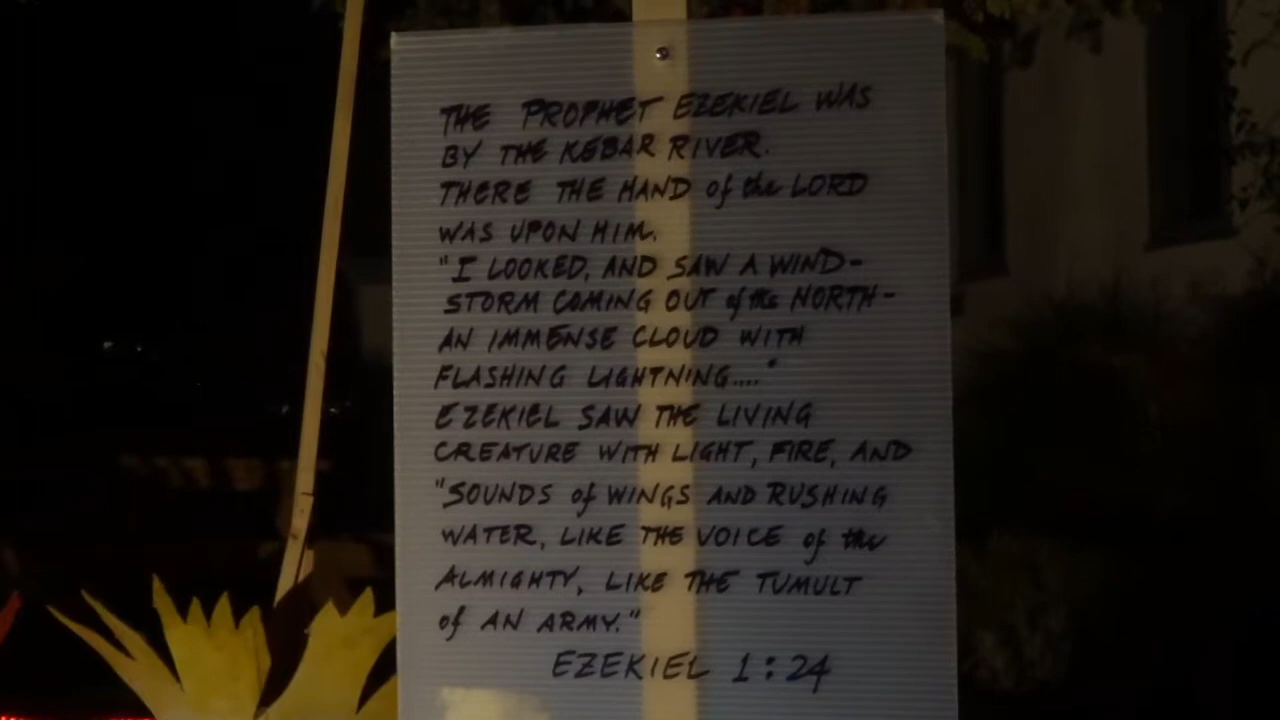 THE PROPHET EZEKIEL WAS
BY THE KEBAR RIVER.
THERE THE HAND of the LORD
WAS UPON HIM.
"I LOOKED, AND SAW A WIND-
STORM COMING OUT of the NORTH-
AN IMMENSE CLOUD WITH
FLASHING LIGHTNING...."
EZEKIEL SAW THE LIVING
CREATURE WITH LIGHT, FIRE, AND
"SOUNDS of WINGS AND RUSHING
WATER, LIKE THE VOICE of the
ALMIGHTY, LIKE THE TUMULT
of AN ARMY."
EZEKIEL 1:24